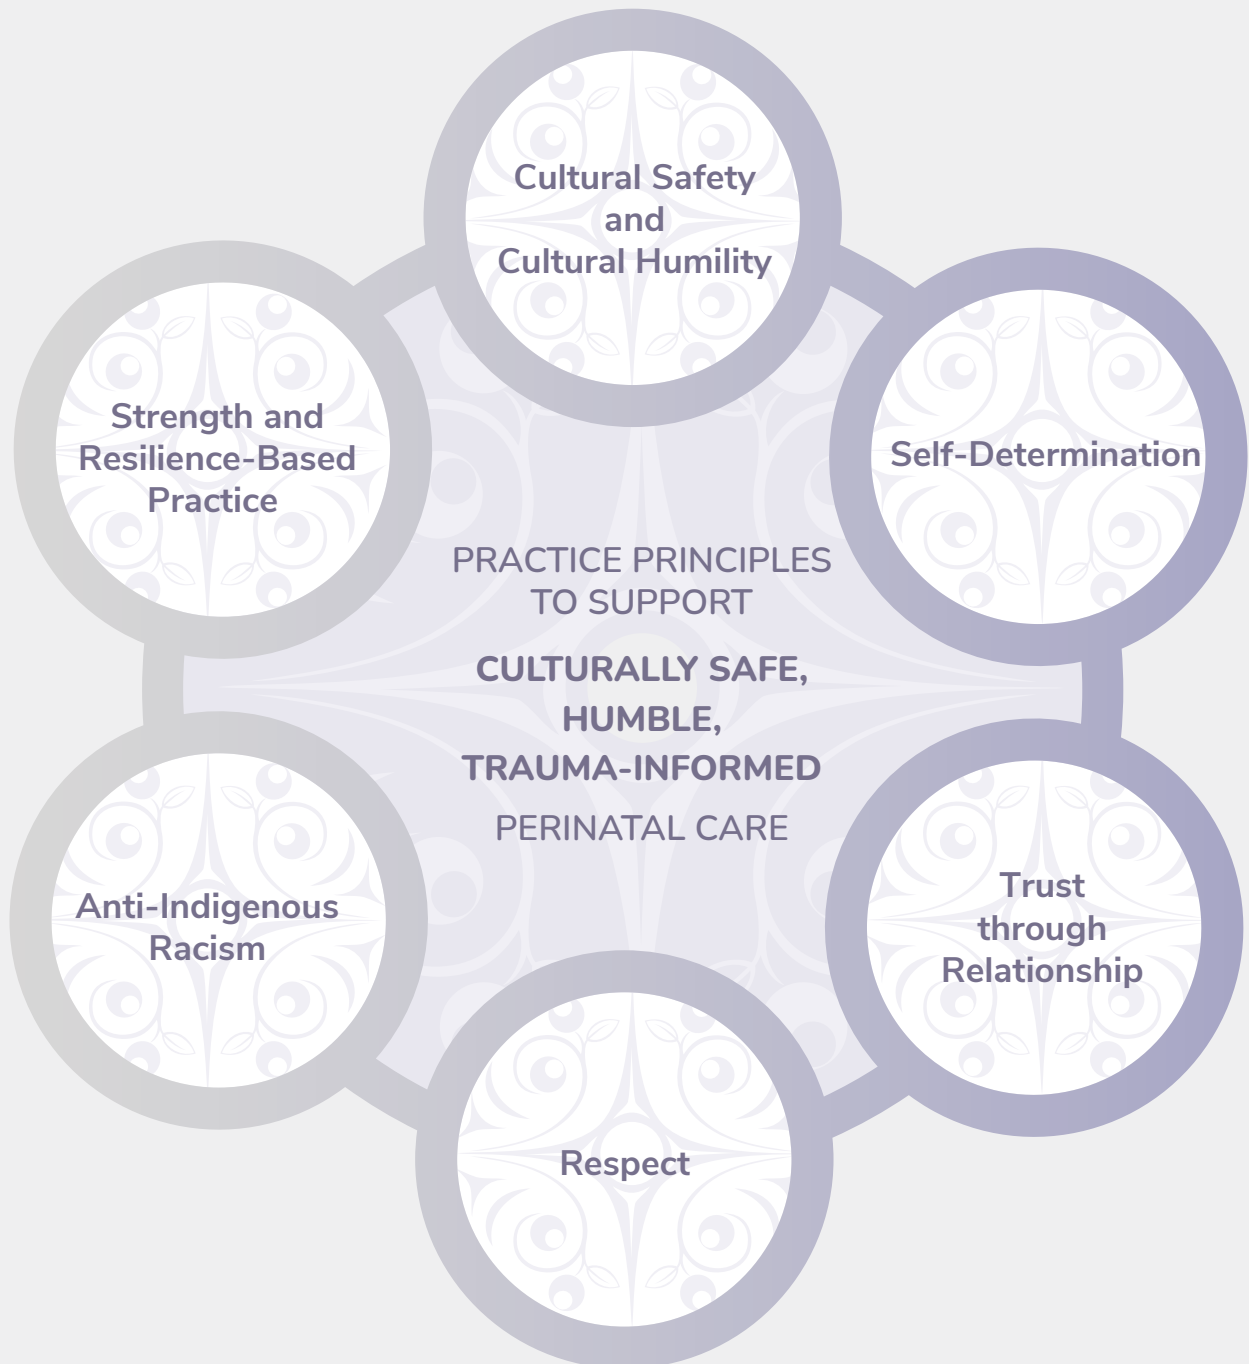 Cultural Safety
and
Cultural Humility
Self-Determination
Trust
through
Relationship
Respect
Anti-Indigenous
Racism
Strength and
Resilience-Based
Practice
PRACTICE PRINCIPLES
TO SUPPORT
CULTURALLY SAFE,
HUMBLE,
TRAUMA-INFORMED
PERINATAL CARE